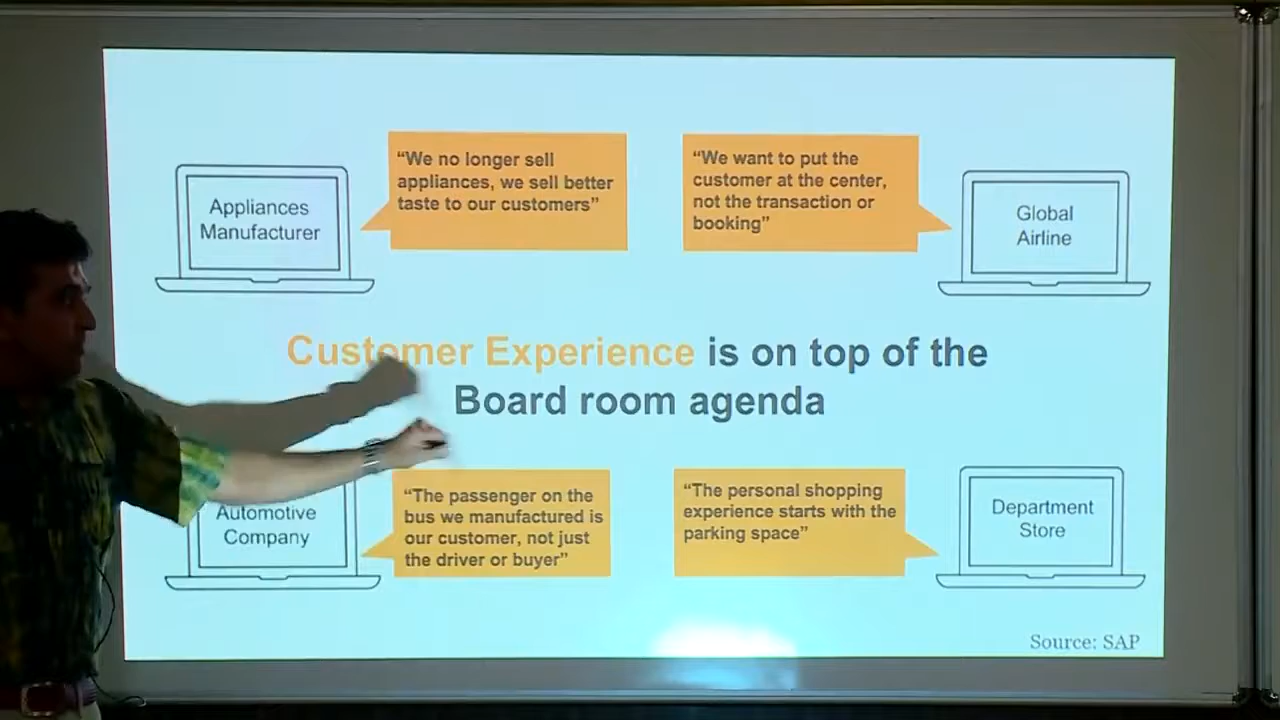 Appliances
Manufacturer
“We no longer sell
appliances, we sell better
taste to our customers”
“We want to put the
customer at the center,
not the transaction or
booking”
Global
Airline
Customer Experience is on top of the
Board room agenda
Automotive
Company
“The passenger on the
bus we manufactured is
our customer, not just
the driver or buyer”
“The personal shopping
experience starts with the
parking space”
Department
Store
Source: SAP